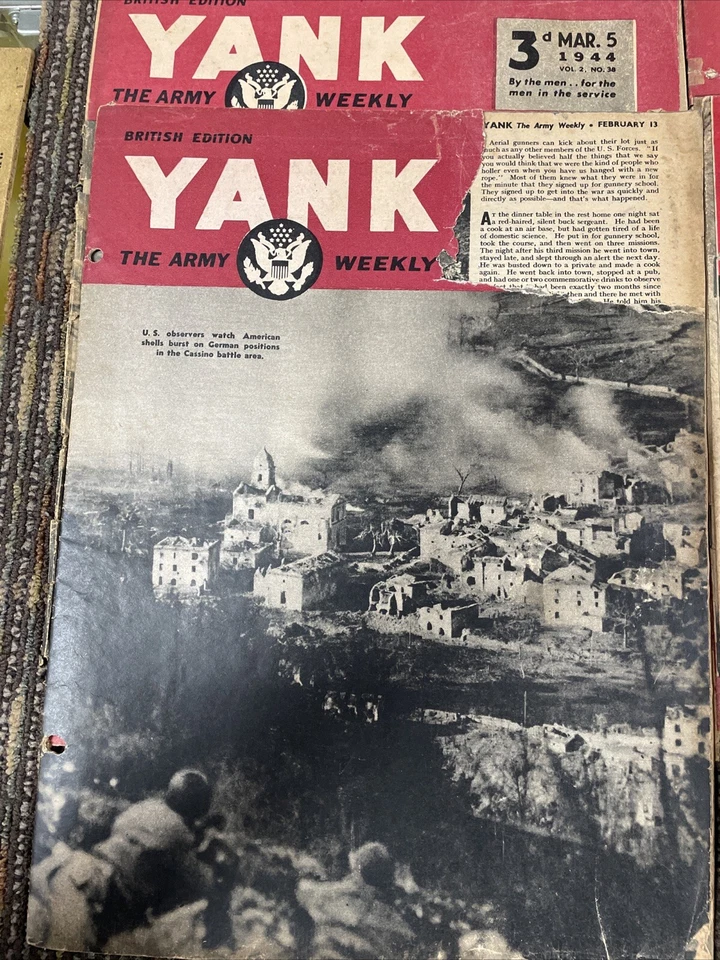 BRITISH EDITION
YANK
THE ARMY WEEKLY
3d MAR. 5
1944
VOL. 2, NO. 38
By the men . . for the
men in the service
BRITISH EDITION
YANK
THE ARMY WEEKLY
YANK The Army Weekly • FEBRUARY 13
Aerial gunners can kick about their lot just as
much as any other members of the U. S. Forces. "If
you actually believed half the things that we say
you would think that we were the kind of people who
holler even when you have us hanged with a new
rope." Most of them knew what they were in for
the minute that they signed up for gunnery school.
They signed up to get into the war as quickly and
directly as possible—and that's what happened.
AT the dinner table in the rest home one night sat
a red-haired, silent buck sergeant. He had been
a cook at an air base, but had gotten tired of a life
of domestic science. He put in for gunnery school,
took the course, and then went on three missions.
The night after his third mission he went into town,
stayed late, and slept through an alert the next day.
He was busted down to private and made a cook
again. He went back into town, stopped at a pub,
and had one or two commemorative drinks to observe
had been exactly two months since
then and there he met with
He told him his
U. S. observers watch American
shells burst on German positions
in the Cassino battle area.